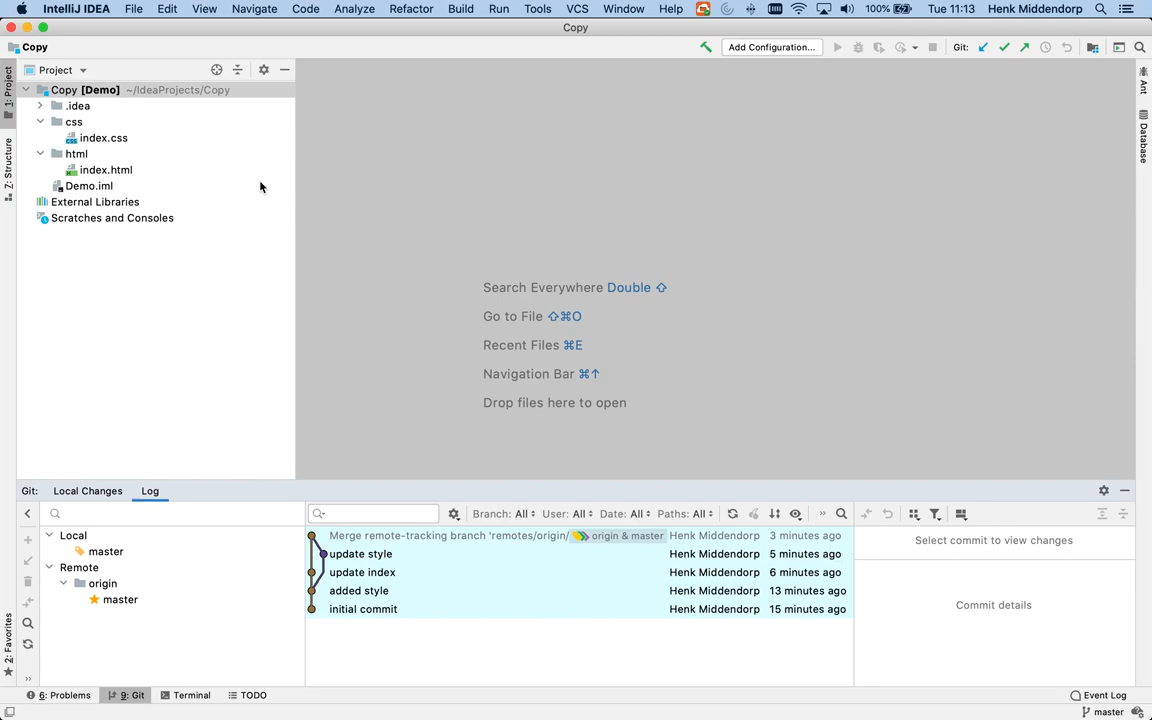 IntelliJ IDEA File Edit View Navigate Code Analyze Refactor Build Run Tools VCS Window Help 100% Tue 11:13 Henk Middendorp
Copy
Copy Add Configuration... Git:
1: Project
Z: Structure
2: Favorites
Project
Copy [Demo] ~/IdeaProjects/Copy
.idea
css
index.css
html
index.html
Demo.iml
External Libraries
Scratches and Consoles
Search Everywhere Double ⇧
Go to File ⇧⌘O
Recent Files ⌘E
Navigation Bar ⌘↑
Drop files here to open
Ant
Database
Git: Local Changes Log
Branch: All User: All Date: All Paths: All
Local
master
Remote
origin
master
Merge remote-tracking branch 'remotes/origin/ origin & master Henk Middendorp 3 minutes ago
update style Henk Middendorp 5 minutes ago
update index Henk Middendorp 6 minutes ago
added style Henk Middendorp 13 minutes ago
initial commit Henk Middendorp 15 minutes ago
Select commit to view changes
Commit details
6: Problems 9: Git Terminal TODO Event Log
master